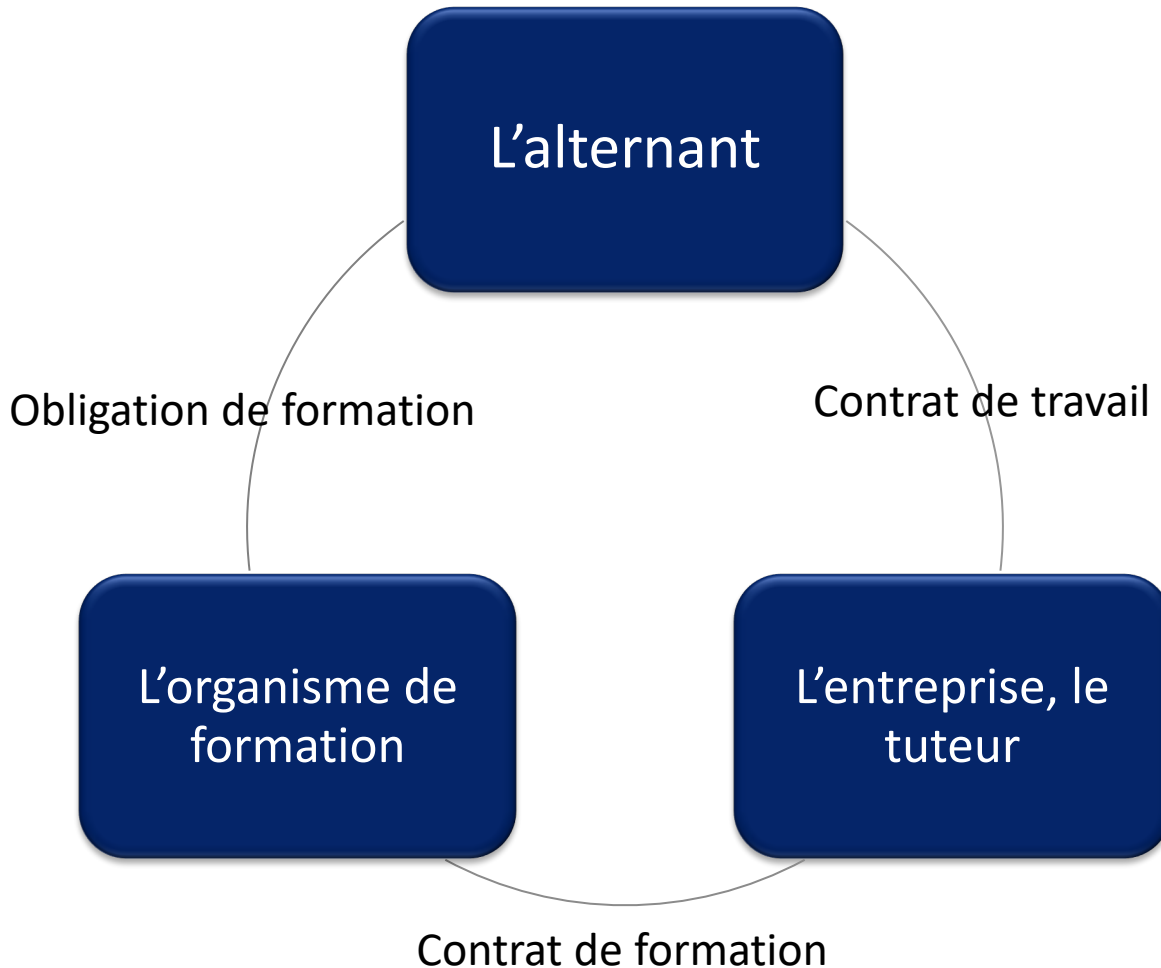 L’alternant
Obligation de formation
Contrat de travail
L’organisme de
formation
L’entreprise, le
tuteur
Contrat de formation